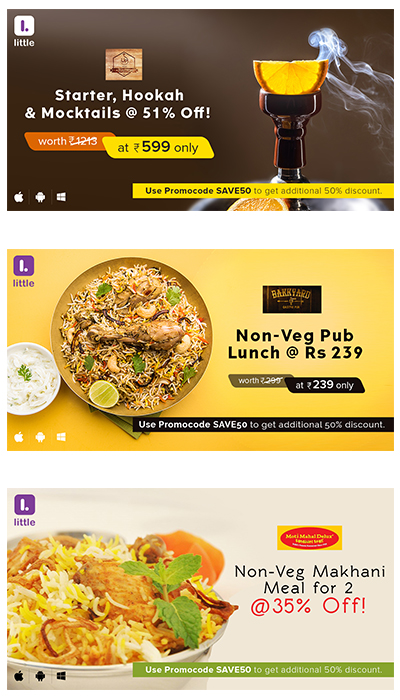 little
Starter, Hookah
& Mocktails @ 51% Off!
worth ₹1213
at ₹599 only
Use Promocode SAVE50 to get additional 50% discount.
little
BARKYARD
Non-Veg Pub
Lunch @ Rs 239
worth ₹299
at ₹239 only
Use Promocode SAVE50 to get additional 50% discount.
little
Moti Mahal Delux
Non-Veg Makhani
Meal for 2
@35% Off!
Use Promocode SAVE50 to get additional 50% discount.